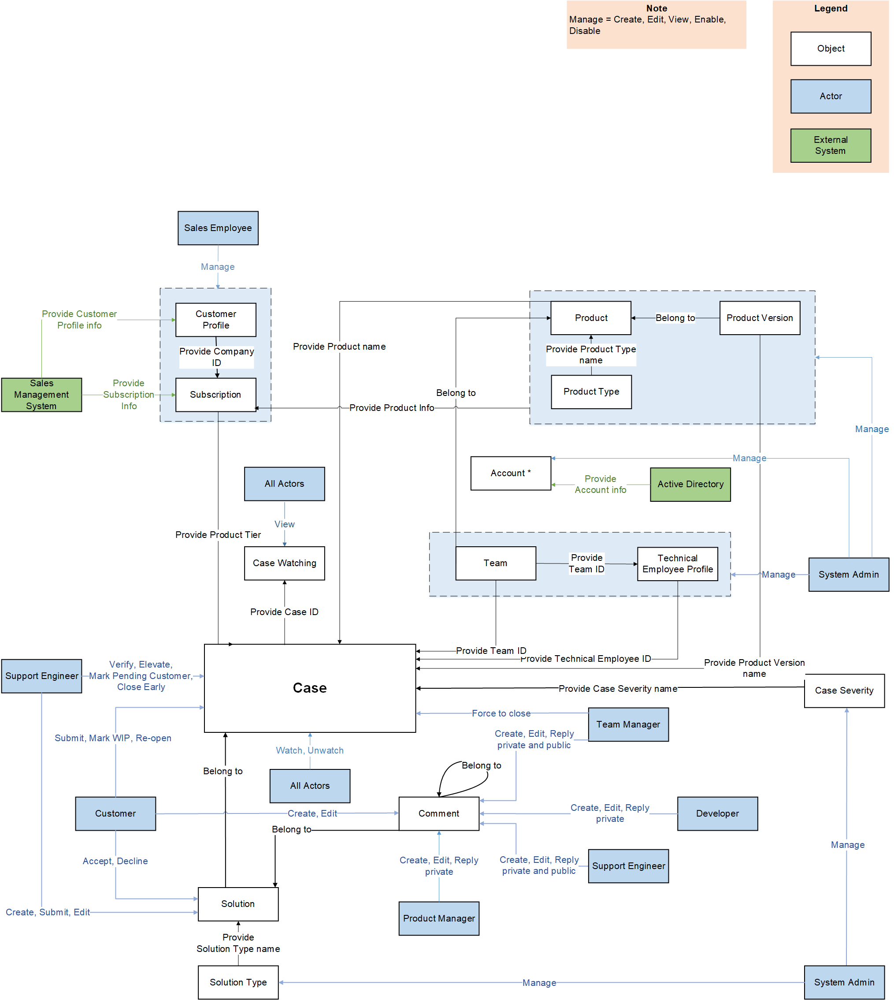 Note
Manage = Create, Edit, View, Enable,
Disable
Legend
Object
Actor
External
System
Sales Employee
Manage
Provide Customer
Profile info
Customer
Profile
Provide Company
ID
Sales
Management
System
Provide
Subscription
Info
Subscription
Provide Product name
Product
Belong to
Product Version
Provide Product Type
name
Product Type
Belong to
Provide Product Info
Manage
Manage
Account *
Provide
Account info
Active Directory
All Actors
View
Provide Product Tier
Case Watching
Team
Provide
Team ID
Technical
Employee Profile
Manage
System Admin
Provide Case ID
Provide Team ID
Provide Technical Employee ID
Provide Product Version
name
Support Engineer
Verify, Elevate,
Mark Pending Customer,
Close Early
Case
Provide Case Severity name
Case Severity
Force to close
Team Manager
Submit, Mark WIP, Re-open
Create, Edit, Reply
private and public
Watch, Unwatch
Belong to
Belong to
All Actors
Customer
Create, Edit
Comment
Create, Edit, Reply
private
Developer
Belong to
Manage
Accept, Decline
Create, Edit, Reply
private
Create, Edit, Reply
private and public
Support Engineer
Solution
Create, Submit, Edit
Product Manager
Provide
Solution Type name
Solution Type
Manage
System Admin